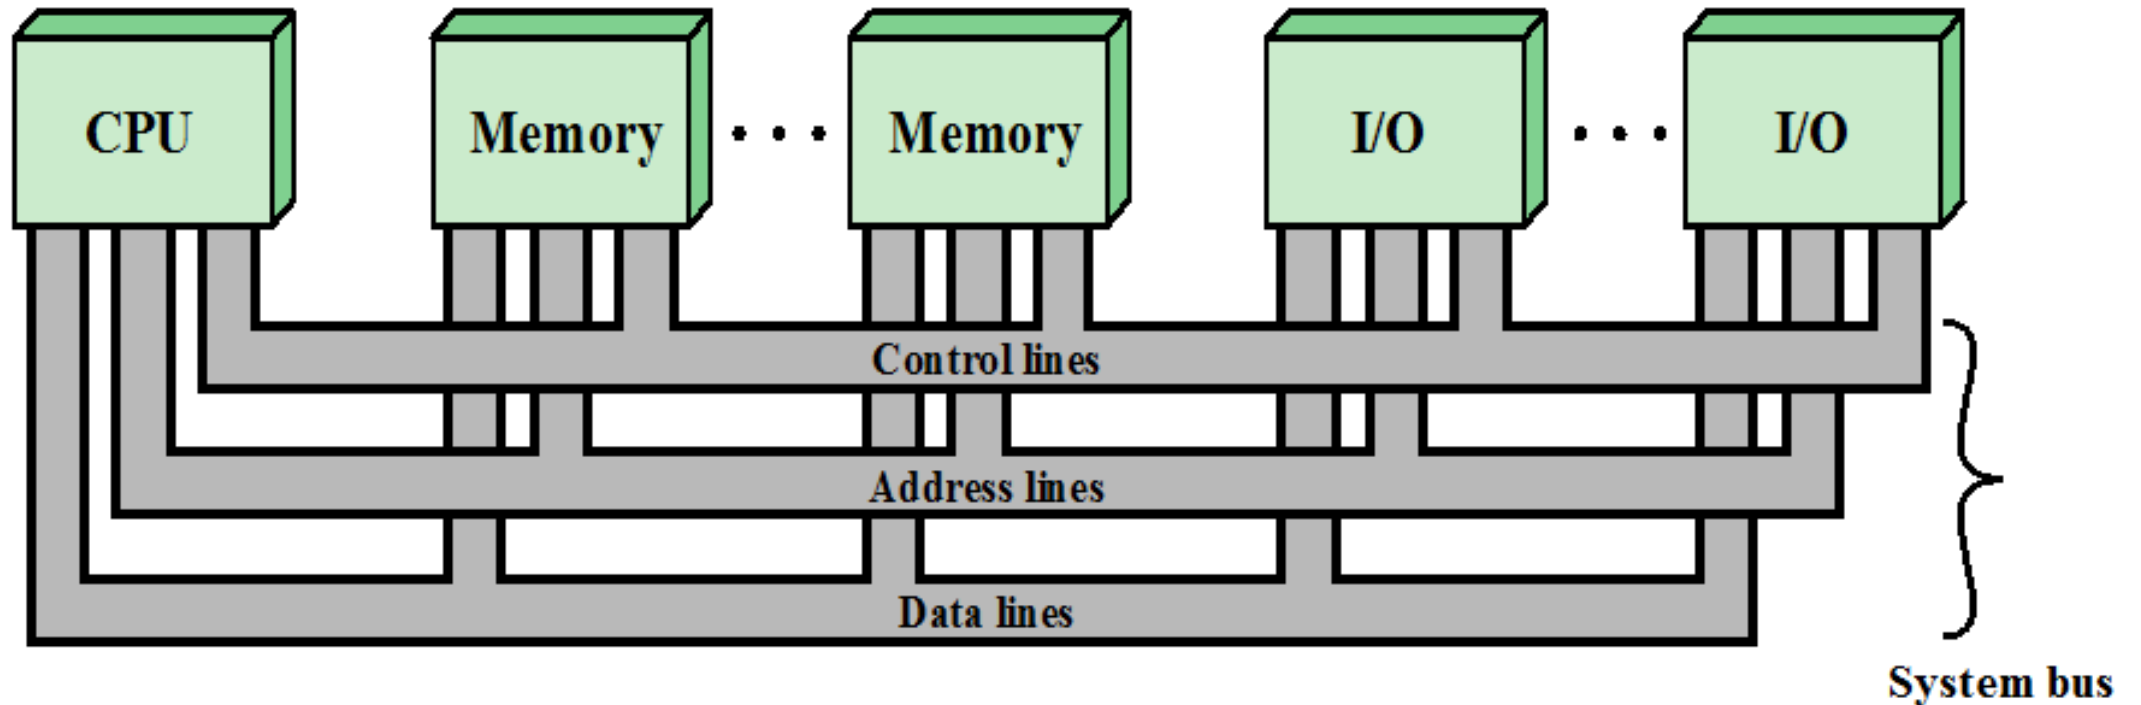 CPU
Memory
. . .
Memory
I/O
. . .
I/O
Control lines
Address lines
Data lines
System bus